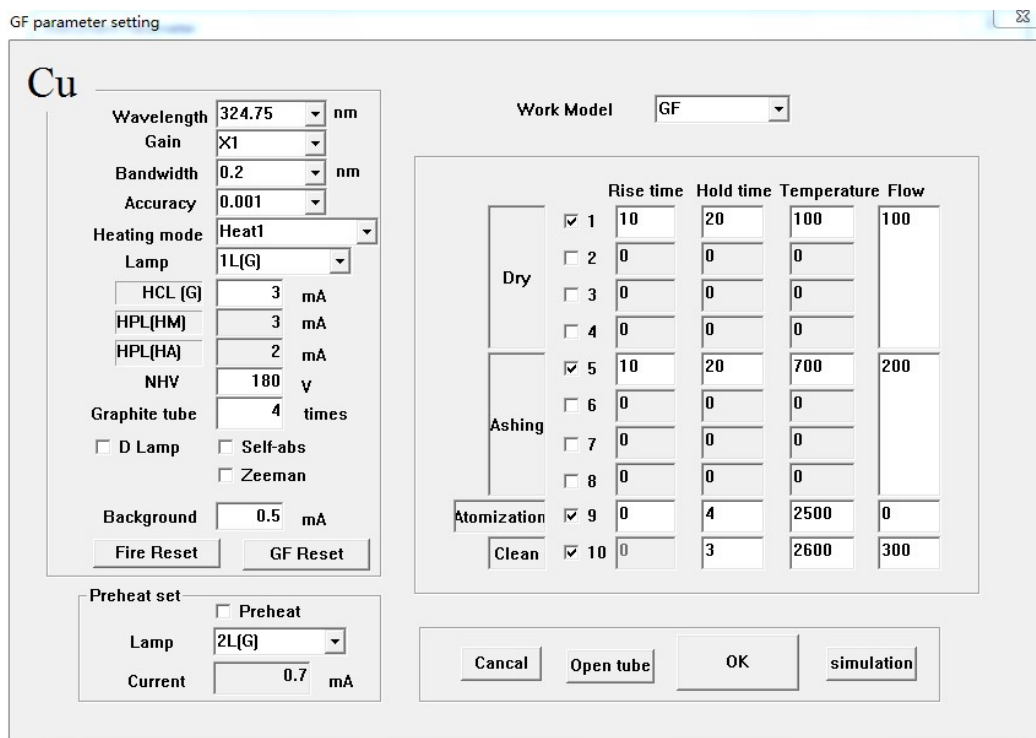 GF parameter setting
Cu
Wavelength 324.75 nm
Gain X1
Bandwidth 0.2 nm
Accuracy 0.001
Heating mode Heat1
Lamp 1L(G)
HCL (G) 3 mA
HPL(HM) 3 mA
HPL(HA) 2 mA
NHV 180 V
Graphite tube 4 times
D Lamp Self-abs
Zeeman
Background 0.5 mA
Fire Reset GF Reset
Preheat set
Preheat
Lamp 2L(G)
Current 0.7 mA
Work Model GF
Rise time Hold time Temperature Flow
Dry
1 10 20 100 100
2 0 0 0
3 0 0 0
4 0 0 0
Ashing
5 10 20 700 200
6 0 0 0
7 0 0 0
8 0 0 0
Atomization 9 0 4 2500 0
Clean 10 0 3 2600 300
Cancal Open tube OK simulation